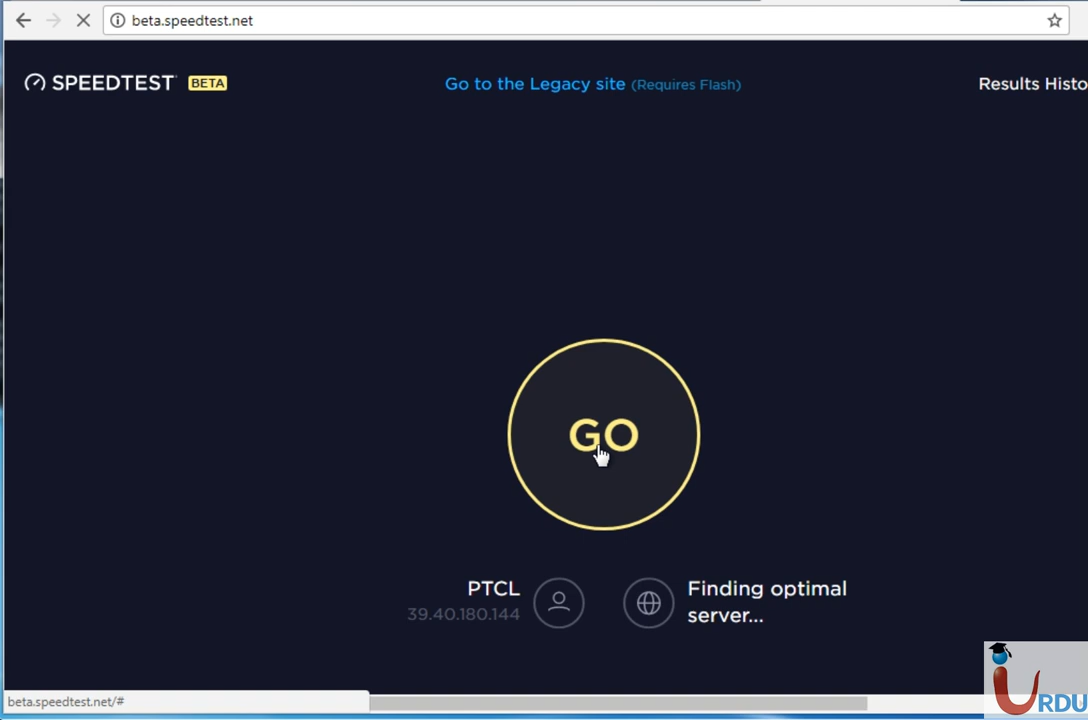 beta.speedtest.net
SPEEDTEST BETA
Go to the Legacy site (Requires Flash)
Results Histo
GO
PTCL
39.40.180.144
Finding optimal
server...
beta.speedtest.net/#
iURDU